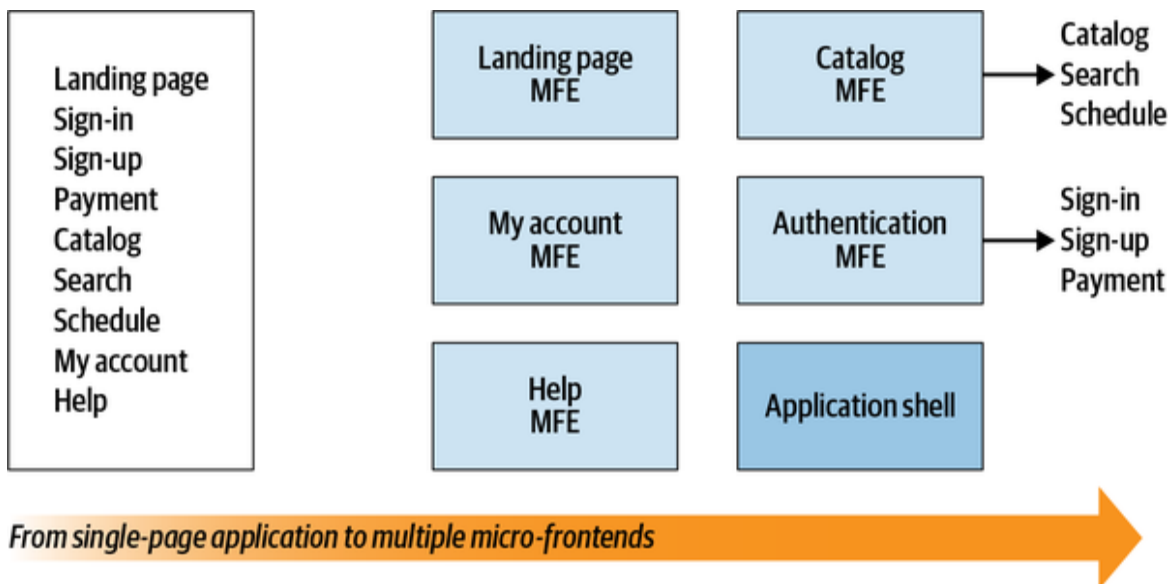 Landing page
Sign-in
Sign-up
Payment
Catalog
Search
Schedule
My account
Help
Landing page
MFE
Catalog
MFE
Catalog
Search
Schedule
My account
MFE
Authentication
MFE
Sign-in
Sign-up
Payment
Help
MFE
Application shell
From single-page application to multiple micro-frontends